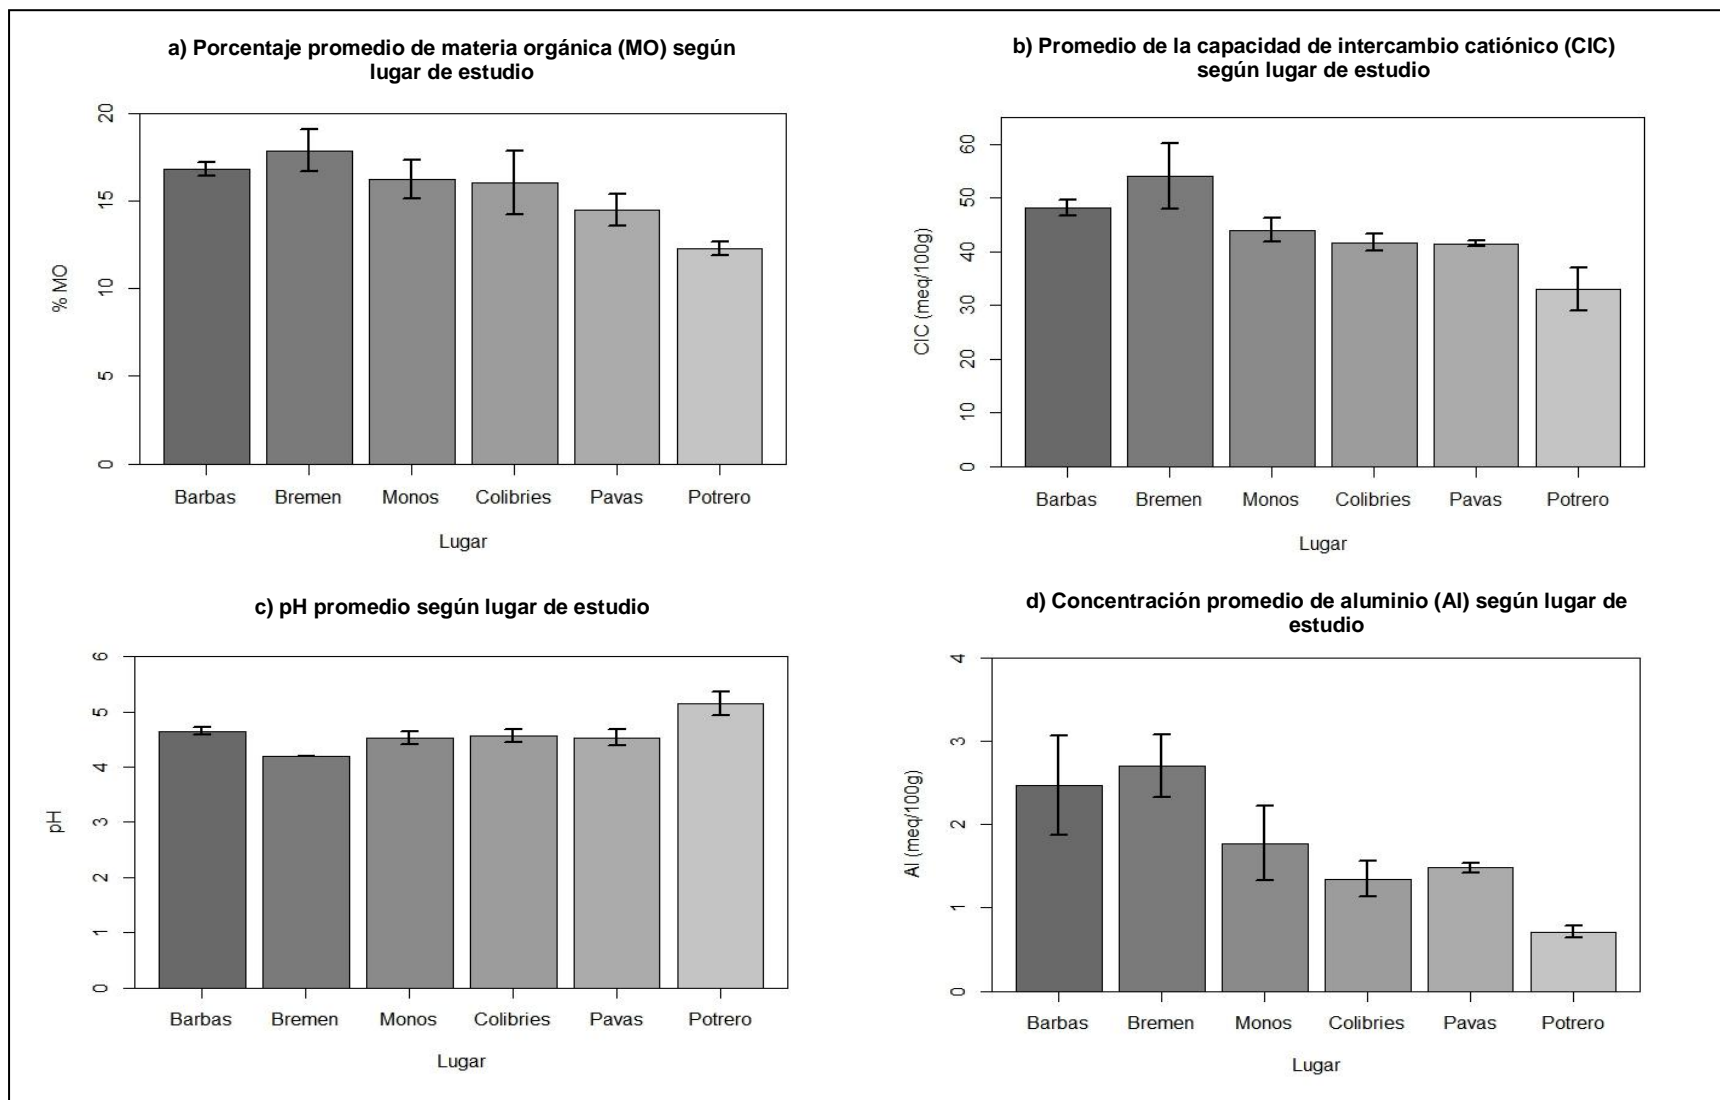 a) Porcentaje promedio de materia orgánica (MO) según
lugar de estudio
20
15
10
5
0
% MO
Barbas Bremen Monos Colibries Pavas Potrero
Lugar
b) Promedio de la capacidad de intercambio catiónico (CIC)
según lugar de estudio
60
50
40
30
20
10
0
CIC (meq/100g)
Barbas Bremen Monos Colibries Pavas Potrero
Lugar
c) pH promedio según lugar de estudio
6
5
4
3
2
1
0
pH
Barbas Bremen Monos Colibries Pavas Potrero
Lugar
d) Concentración promedio de aluminio (Al) según lugar de
estudio
4
3
2
1
0
Al (meq/100g)
Barbas Bremen Monos Colibries Pavas Potrero
Lugar